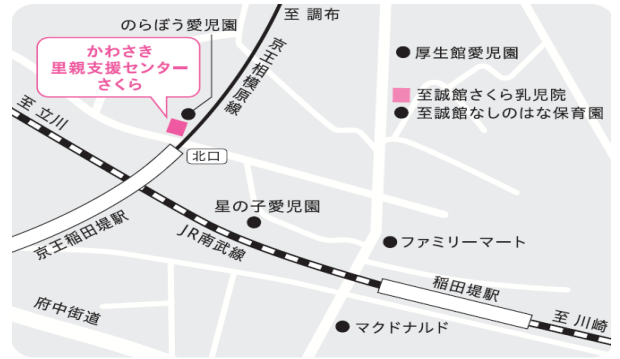 至 調布
のらぼう愛児園
かわさき
里親支援センター
さくら
京王相模原線
厚生館愛児園
至誠館さくら乳児院
至誠館なしのはな保育園
至 立川
北口
星の子愛児園
京王稲田堤駅
JR南武線
ファミリーマート
稲田堤駅
府中街道
至 川崎
マクドナルド